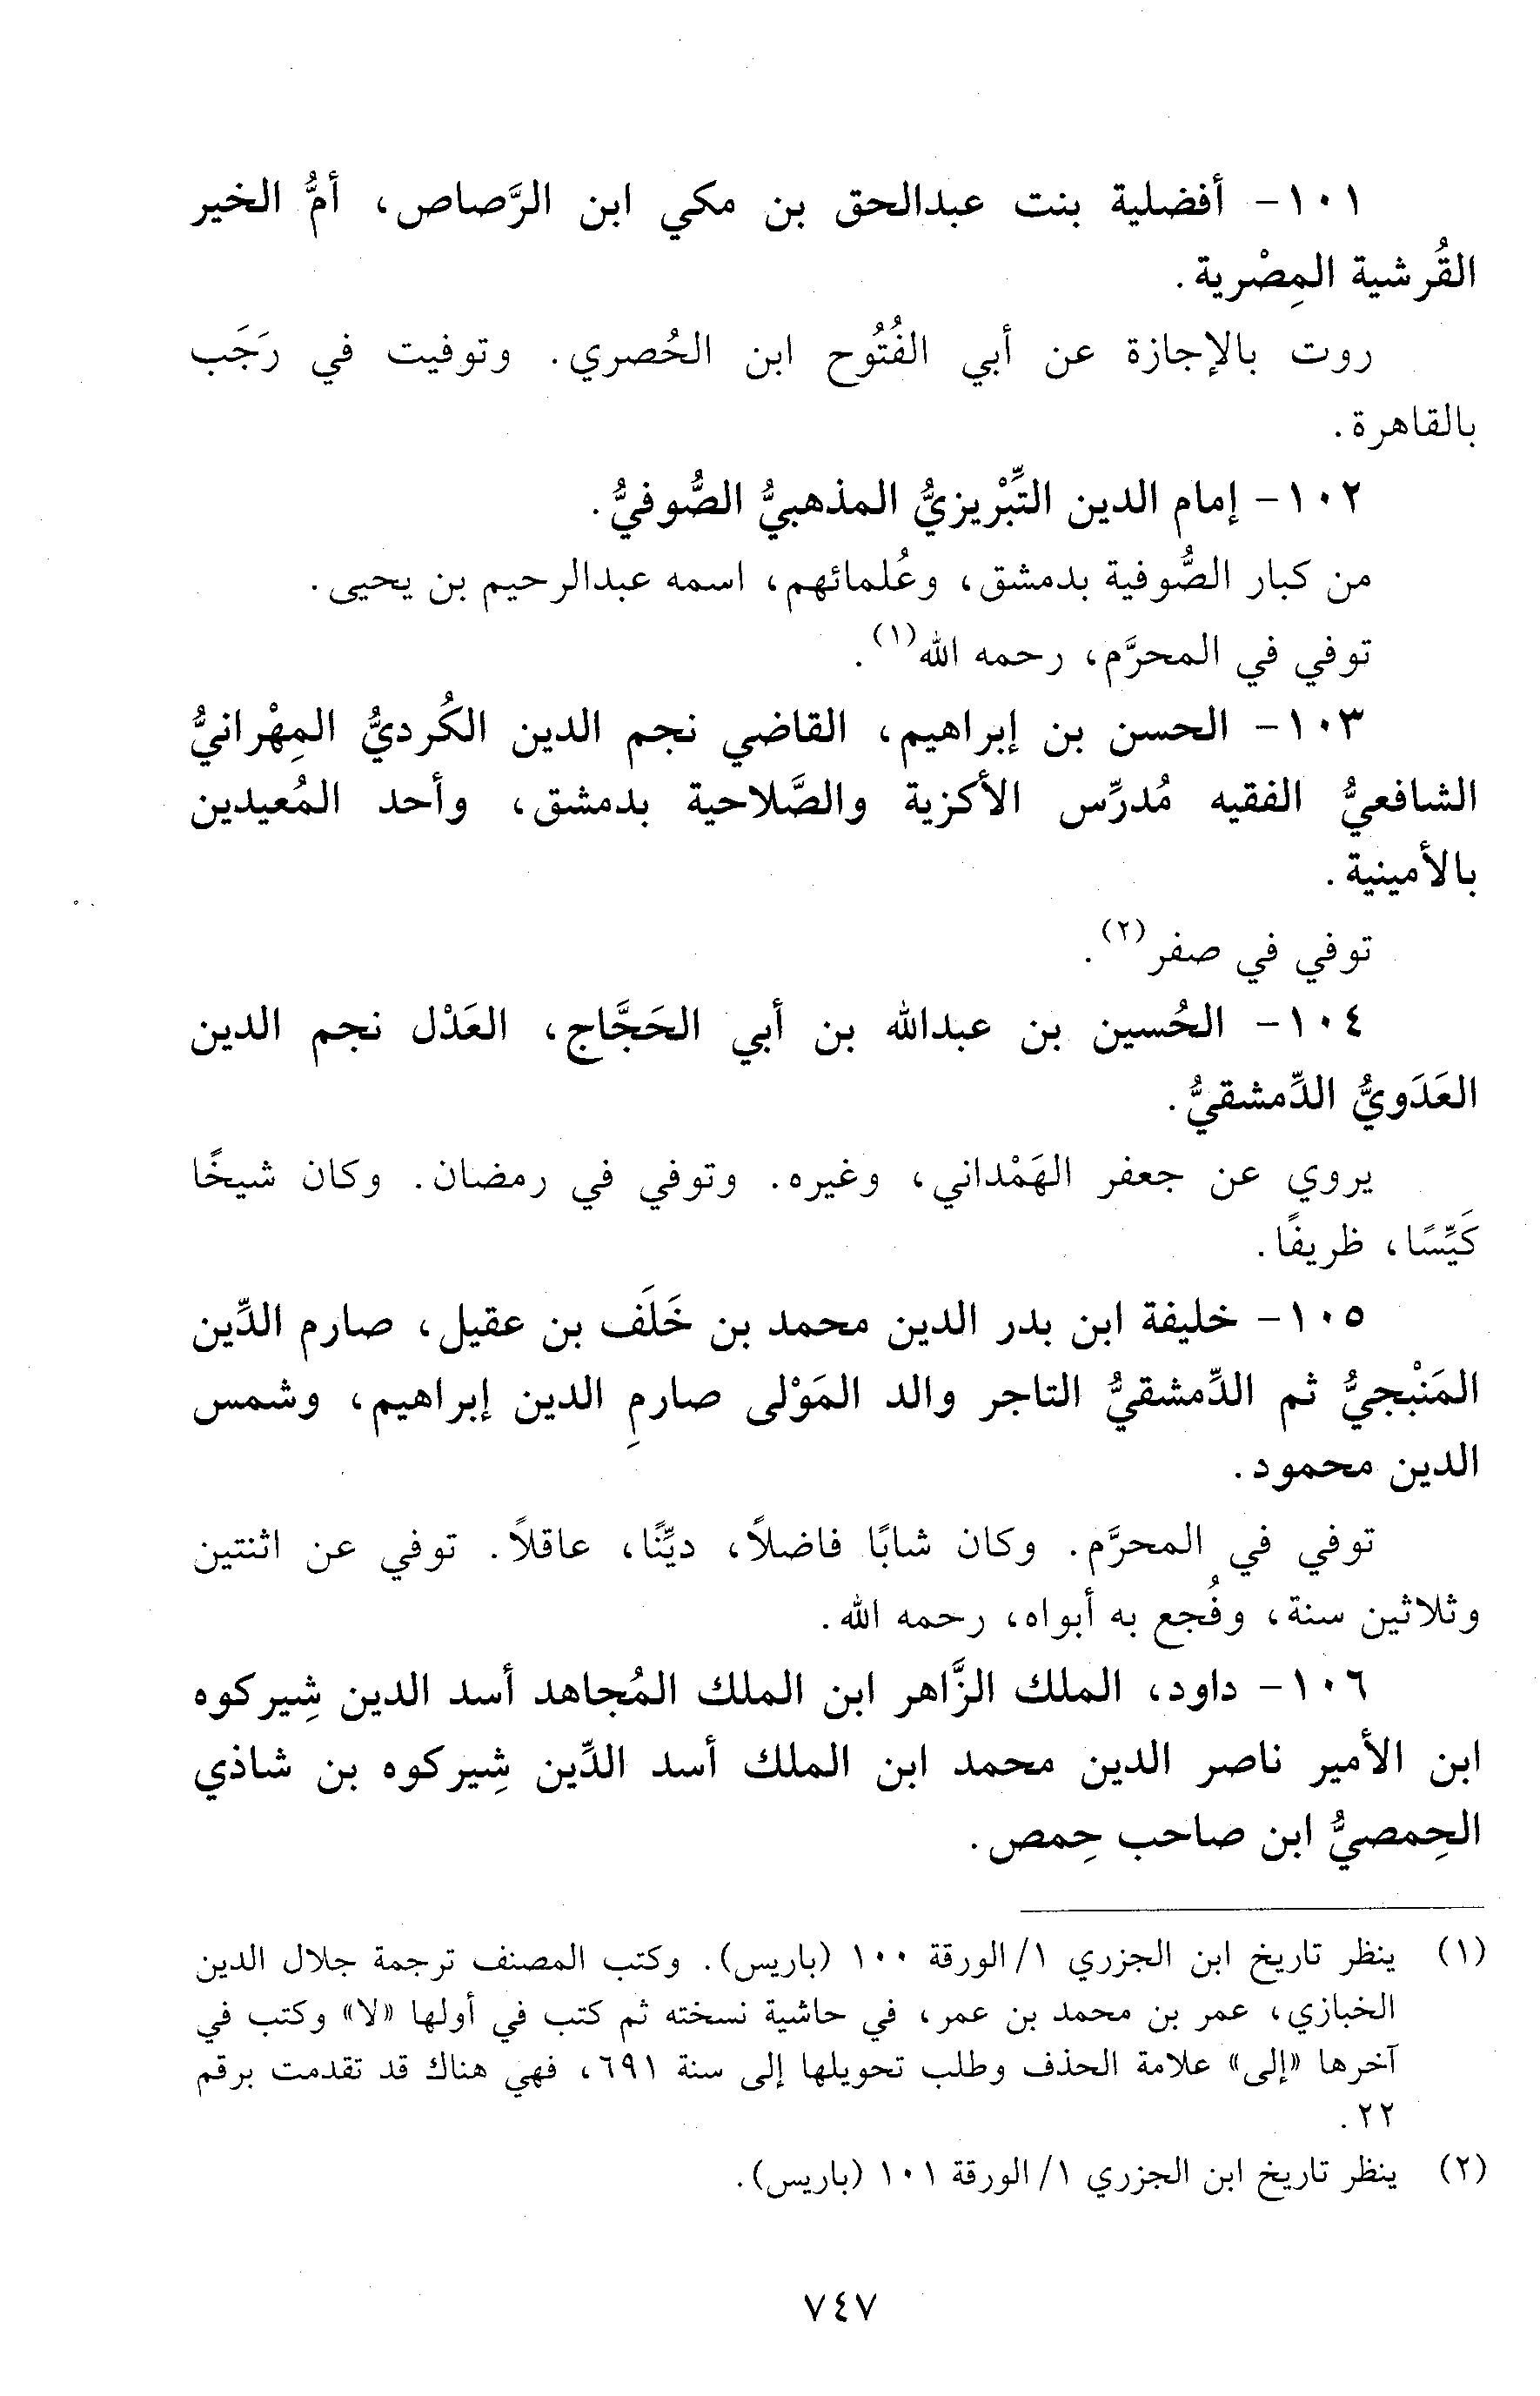 ١٠١- أفضلية بنت عبدالحق بن مكي ابن الرَّصاص، أمُّ الخير
القُرشية المِصْرية.
روت بالإجازة عن أبي الفُتُوح ابن الحُصري. وتوفيت في رَجَب
بالقاهرة.
١٠٢- إمام الدين التِّبْريزيُّ المذهبيُّ الصُّوفيُّ.
من كبار الصُّوفية بدمشق، وعُلمائهم، اسمه عبدالرحيم بن يحيى.
توفي في المحرَّم، رحمه الله(١).
١٠٣- الحسن بن إبراهيم، القاضي نجم الدين الكُرديُّ المِهْرانيُّ
الشافعيُّ الفقيه مُدرِّس الأكزية والصَّلاحية بدمشق، وأحد المُعيدين
بالأمينية.
توفي في صفر(٢).
١٠٤- الحُسين بن عبدالله بن أبي الحَجَّاج، العَدْل نجم الدين
العَدَويُّ الدِّمشقيُّ.
يروي عن جعفر الهَمْداني، وغيره. وتوفي في رمضان. وكان شيخًا
كَيِّسًا، ظريفًا.
١٠٥- خليفة ابن بدر الدين محمد بن خَلَف بن عقيل، صارم الدِّين
المَنْبجيُّ ثم الدِّمشقيُّ التاجر والد المَوْلى صارمِ الدين إبراهيم، وشمس
الدين محمود.
توفي في المحرَّم. وكان شابًا فاضلاً، ديِّنًا، عاقلاً. توفي عن اثنتين
وثلاثين سنة، وفُجع به أبواه، رحمه الله.
١٠٦- داود، الملك الزَّاهر ابن الملك المُجاهد أسد الدين شِيركوه
ابن الأمير ناصر الدين محمد ابن الملك أسد الدِّين شِيركوه بن شاذي
الحِمصيُّ ابن صاحب حِمص.
(١) ينظر تاريخ ابن الجزري ١/ الورقة ١٠٠ (باريس). وكتب المصنف ترجمة جلال الدين
الخبازي، عمر بن محمد بن عمر، في حاشية نسخته ثم كتب في أولها «لا» وكتب في
آخرها «إلى» علامة الحذف وطلب تحويلها إلى سنة ٦٩١، فهي هناك قد تقدمت برقم
٢٢.
(٢) ينظر تاريخ ابن الجزري ١/ الورقة ١٠١ (باريس).
٧٤٧